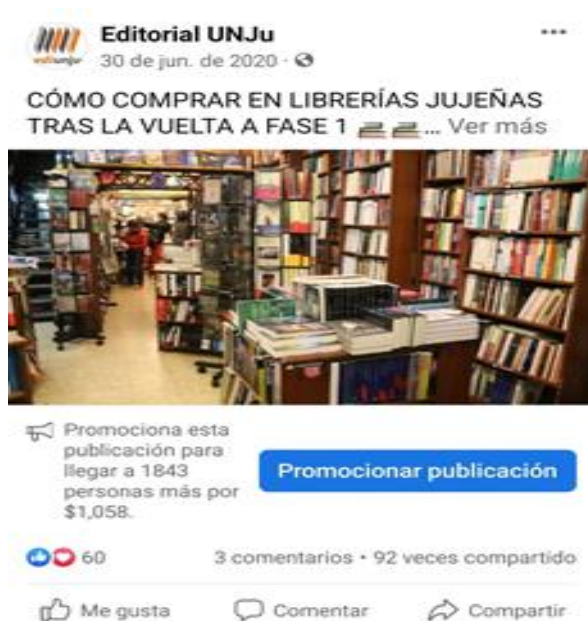 Editorial UNJu
30 de jun. de 2020 ·
CÓMO COMPRAR EN LIBRERÍAS JUJEÑAS
TRAS LA VUELTA A FASE 1 📚 📚... Ver más
Promociona esta
publicación para
llegar a 1843
personas más por
$1,058.
Promocionar publicación
60
3 comentarios • 92 veces compartido
Me gusta
Comentar
Compartir